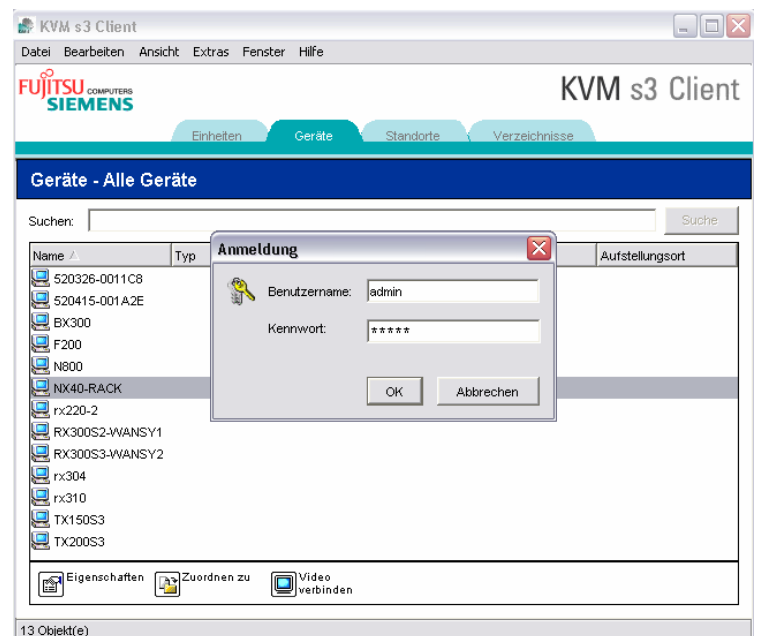 KVM s3 Client
Datei Bearbeiten Ansicht Extras Fenster Hilfe
FUJITSU COMPUTERS
SIEMENS
KVM s3 Client
Einheiten Geräte Standorte Verzeichnisse
Geräte - Alle Geräte
Suchen: Suche
Name Typ Aufstellungsort
520326-0011C8
520415-001A2E
BX300
F200
N800
NX40-RACK
rx220-2
RX300S2-WANSY1
RX300S3-WANSY2
rx304
rx310
TX150S3
TX200S3
Anmeldung
Benutzername: admin
Kennwort: *****
OK Abbrechen
Eigenschaften Zuordnen zu Video verbinden
13 Objekt(e)